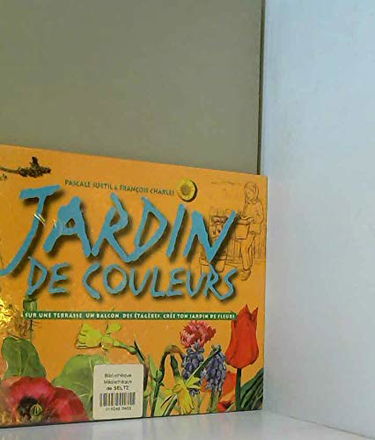 PASCALE SUETIL & FRANÇOIS CHARLES
JARDIN
DE COULEURS
SUR UNE TERRASSE, UN BALCON, DES ÉTAGÈRES, CRÉE TON JARDIN DE FLEURS
Bibliothèque
Médiathèque
de SELTZ